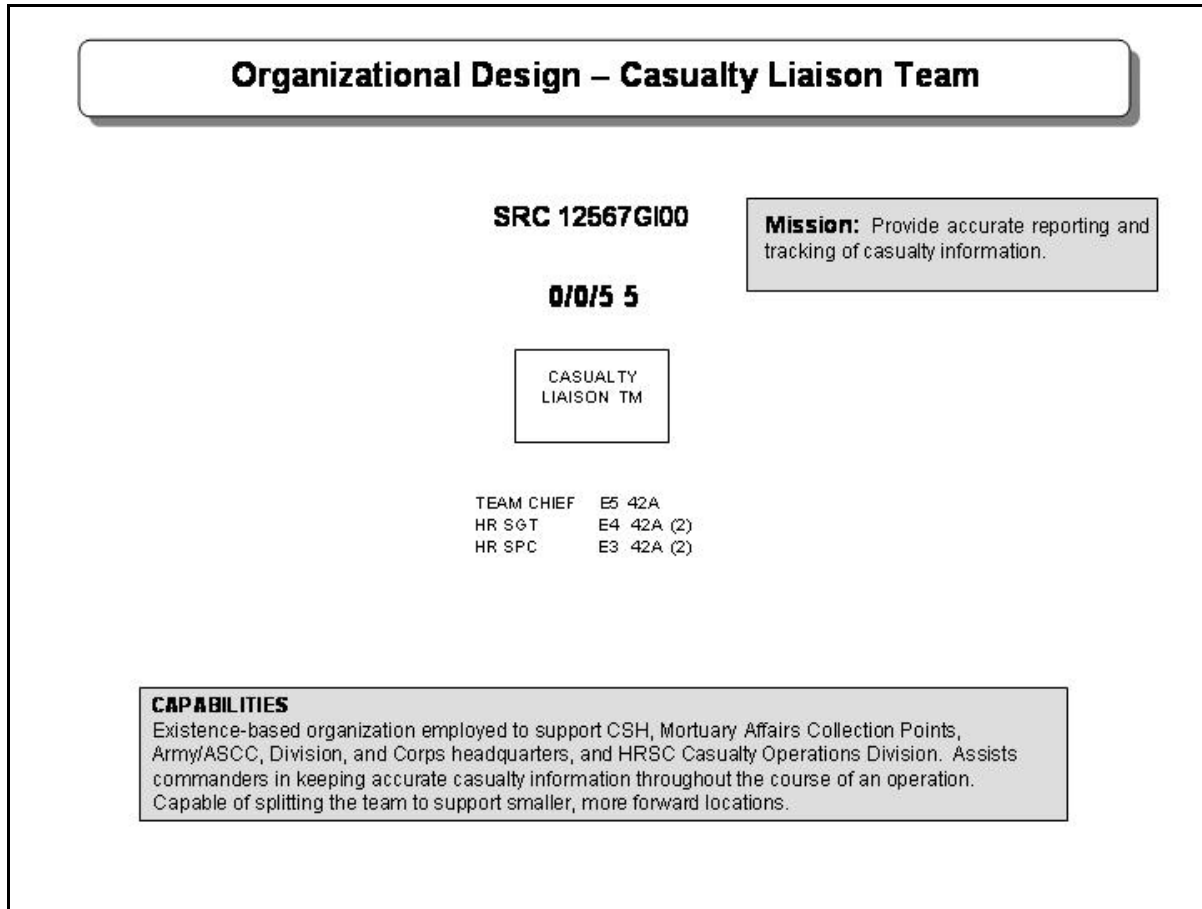 Organizational Design – Casualty Liaison Team
SRC 12567GI00
Mission: Provide accurate reporting and
tracking of casualty information.
0/0/5 5
CASUALTY
LIAISON TM
TEAM CHIEF E5 42A
HR SGT E4 42A (2)
HR SPC E3 42A (2)
CAPABILITIES
Existence-based organization employed to support CSH, Mortuary Affairs Collection Points,
Army/ASCC, Division, and Corps headquarters, and HRSC Casualty Operations Division. Assists
commanders in keeping accurate casualty information throughout the course of an operation.
Capable of splitting the team to support smaller, more forward locations.